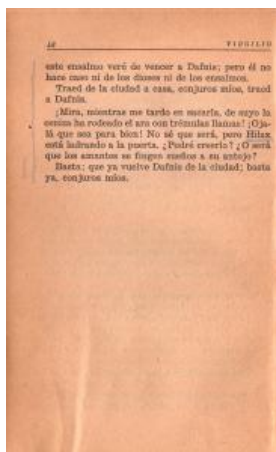 44 VIRGILIO
este ensalmo veré de vencer a Dafnis; pero él no
hace caso ni de los dioses ni de los ensalmos.
Traed de la ciudad a casa, conjuros míos, traed
a Dafnis.
¡Mira, mientras me tardo en sacarla, de suyo la
ceniza ha rodeado el ara con trémulas llamas! ¡Oja-
lá que sea para bien! No sé que será, pero Hilax
está ladrando a la puerta. ¿Podré creerlo? ¿O será
que los amantes se fingen sueños a su antojo?
Basta; que ya vuelve Dafnis de la ciudad; basta
ya, conjuros míos.